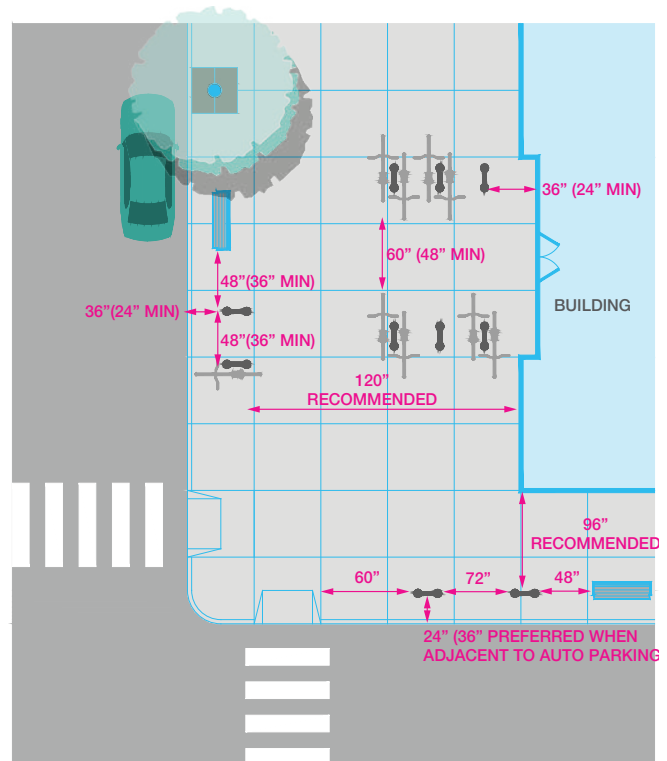 36” (24” MIN)
60” (48” MIN)
48”(36” MIN)
36”(24” MIN)
BUILDING
48”(36” MIN)
120”
RECOMMENDED
96”
RECOMMENDED
60”
72”
48”
24” (36” PREFERRED WHEN
ADJACENT TO AUTO PARKING